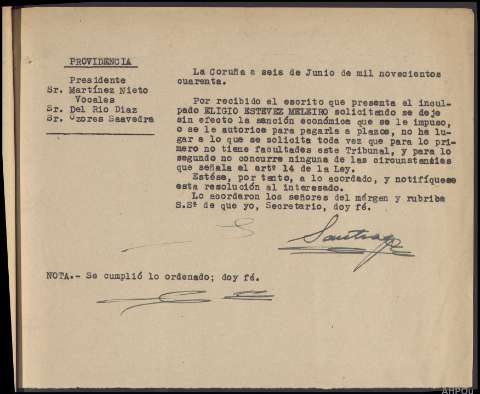 PROVIDENCIA
Presidente
Sr. Martínez Nieto
Vocales
Sr. Del Rio Diaz
Sr. Ozores Saavedra
La Coruña a seis de Junio de mil novecientos
cuarenta.
Por recibido el escrito que presenta el incul-
pado ELIGIO ESTEVEZ MELEIRO solicitando se deje
sin efecto la sanción económica que se le impuso,
o se le autorice para pagarla a plazos, no ha lu-
gar a lo que se solicita toda vez que para lo pri-
mero no tiene facultades este Tribunal, y para lo
segundo no concurre ninguna de las circunstancias
que señala el artº 14 de la Ley.
Estése, por tanto, a lo acordado, y notifíquese
esta resolución al interesado.
Lo acordaron los señores del márgen y rubrica
S.Sª de que yo, Secretario, doy fé.
Santiago
NOTA.- Se cumplió lo ordenado; doy fé.
AHPOu